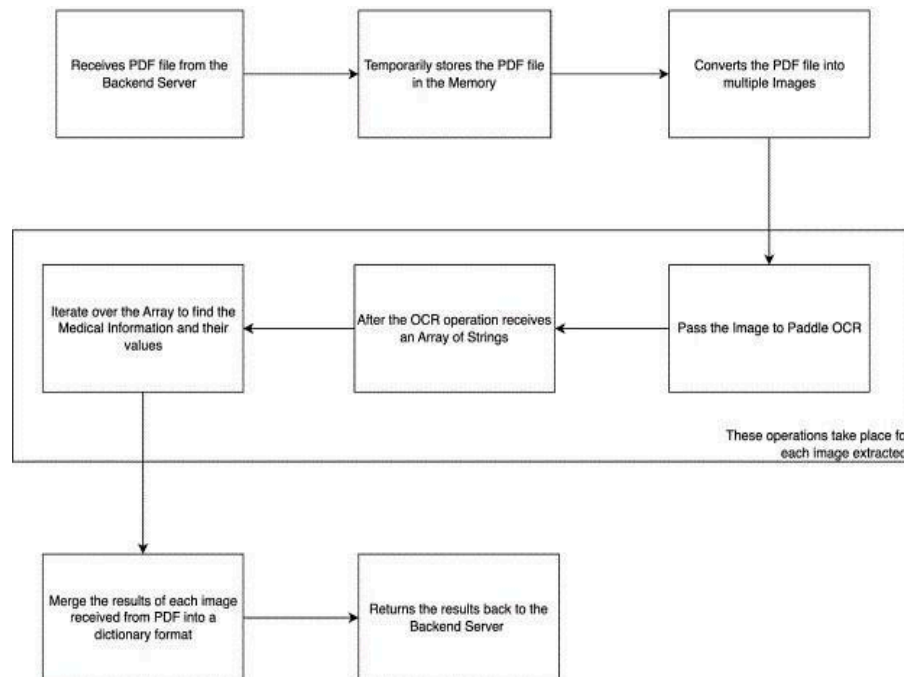 Receives PDF file from the
Backend Server
Temporarily stores the PDF file
in the Memory
Converts the PDF file into
multiple Images
Pass the Image to Paddle OCR
After the OCR operation receives
an Array of Strings
Iterate over the Array to find the
Medical Information and their
values
These operations take place fo
each image extracted
Merge the results of each image
received from PDF into a
dictionary format
Returns the results back to the
Backend Server